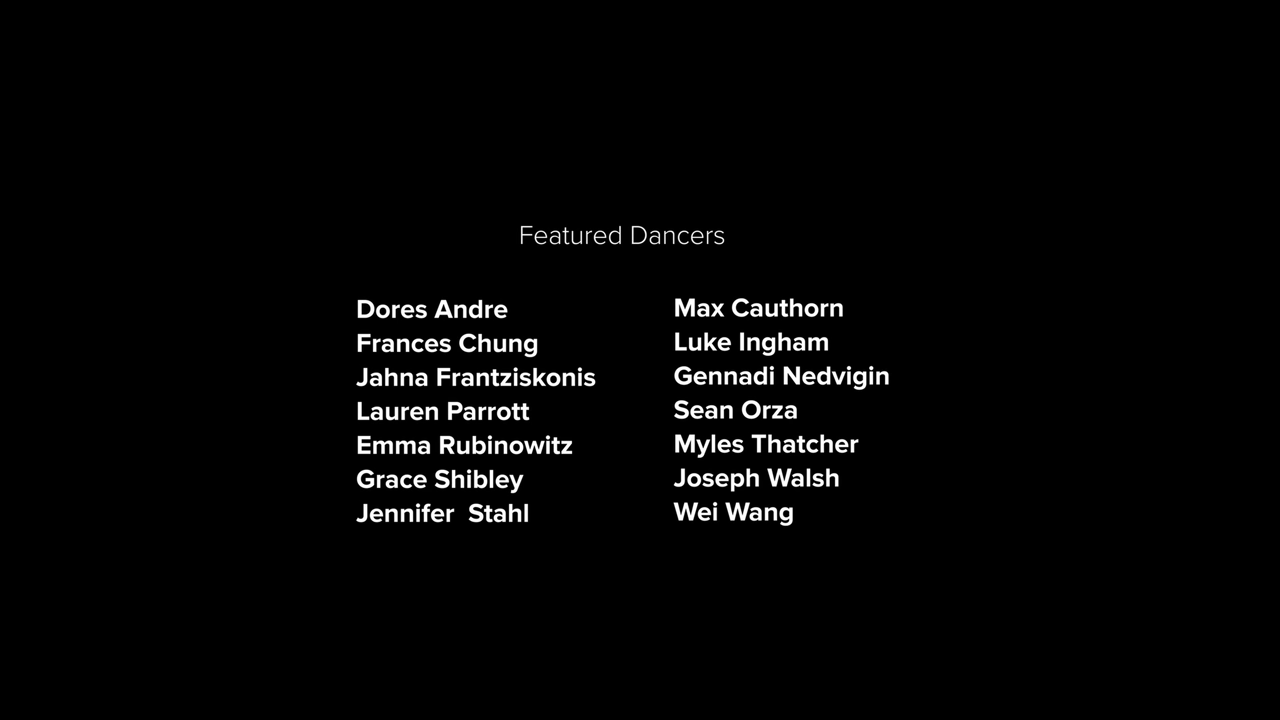 Featured Dancers
Dores Andre
Frances Chung
Jahna Frantziskonis
Lauren Parrott
Emma Rubinowitz
Grace Shibley
Jennifer  Stahl
Max Cauthorn
Luke Ingham
Gennadi Nedvigin
Sean Orza
Myles Thatcher
Joseph Walsh
Wei Wang